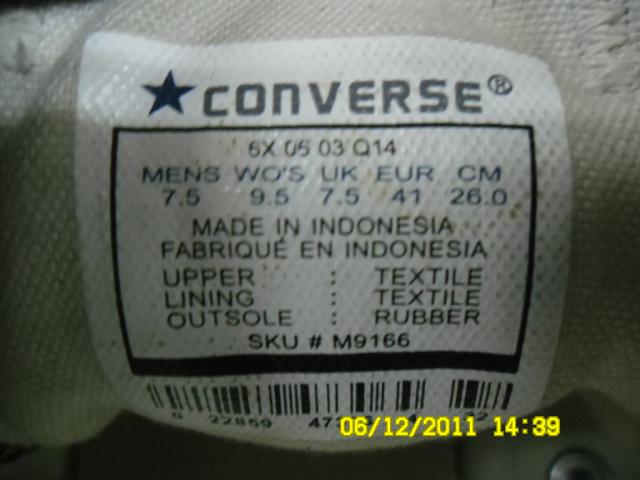 CONVERSE®
6X 05 03 Q14
MENS WO'S UK EUR CM
7.5 9.5 7.5 41 26.0
MADE IN INDONESIA
FABRIQUÉ EN INDONESIA
UPPER : TEXTILE
LINING : TEXTILE
OUTSOLE : RUBBER
SKU # M9166
0 22859
06/12/2011 14:39